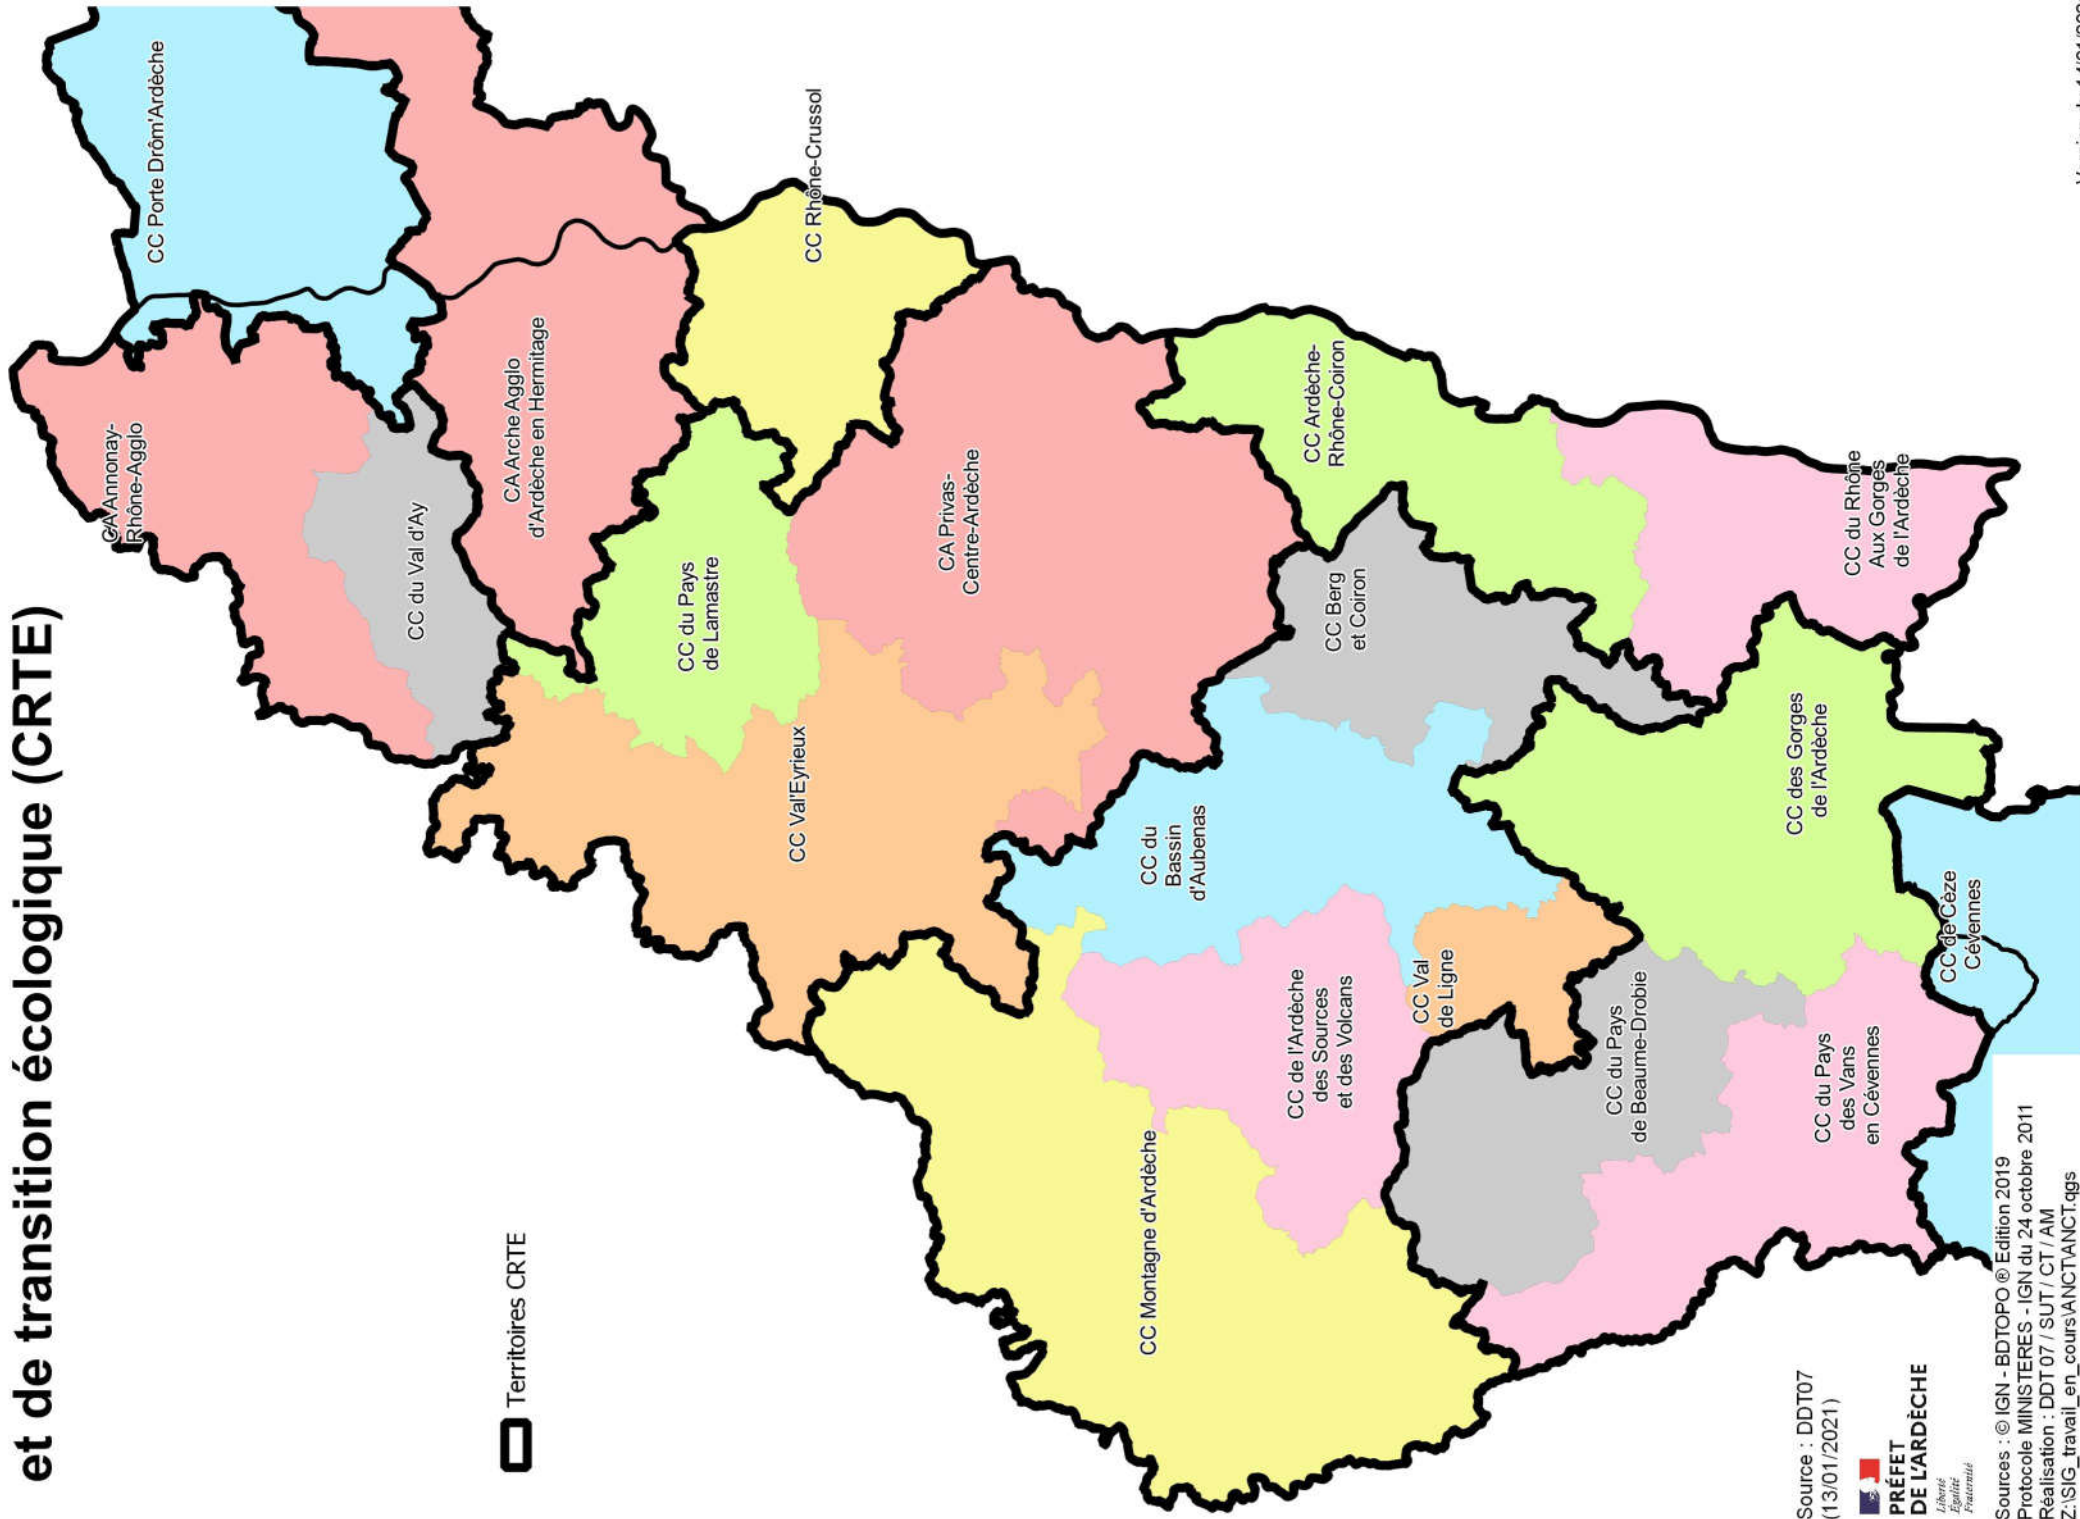 et de transition écologique (CRTE)
Territoires CRTE
CC Porte Drôm'Ardèche
CA Annonay-
Rhône-Agglo
CC du Val d'Ay
CA Arche Agglo
d'Ardèche en Hermitage
CC Rhône-Crussol
CC du Pays
de Lamastre
CC Val'Eyrieux
CA Privas-
Centre-Ardèche
CC Ardèche-
Rhône-Coiron
CC Berg
et Coiron
CC du
Bassin
d'Aubenas
CC Montagne d'Ardèche
CC de l'Ardèche
des Sources
et des Volcans
CC Val
de Ligne
CC du Pays
de Beaume-Drobie
CC du Pays
des Vans
en Cévennes
CC des Gorges
de l'Ardèche
CC du Rhône
Aux Gorges
de l'Ardèche
CC de Cèze
Cévennes
Source : DDT07
(13/01/2021)
PRÉFET
DE L'ARDÈCHE
Liberté
Égalité
Fraternité
Sources : © IGN - BDTOPO ® Edition 2019
Protocole MINISTERES - IGN du 24 octobre 2011
Réalisation : DDT 07 / SUT / CT / AM
Z:\SIG_travail_en_cours\ANCT\ANCT.qgs